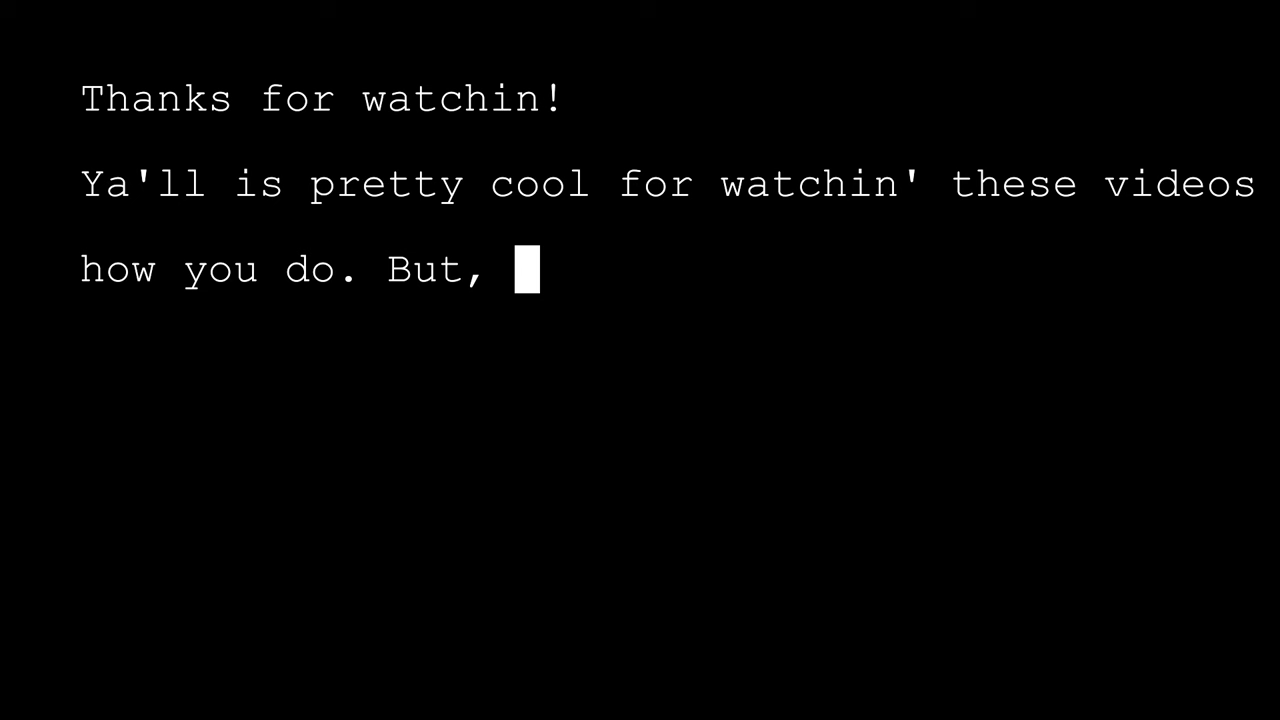 Thanks for watchin!
Ya'll is pretty cool for watchin' these videos
how you do. But,